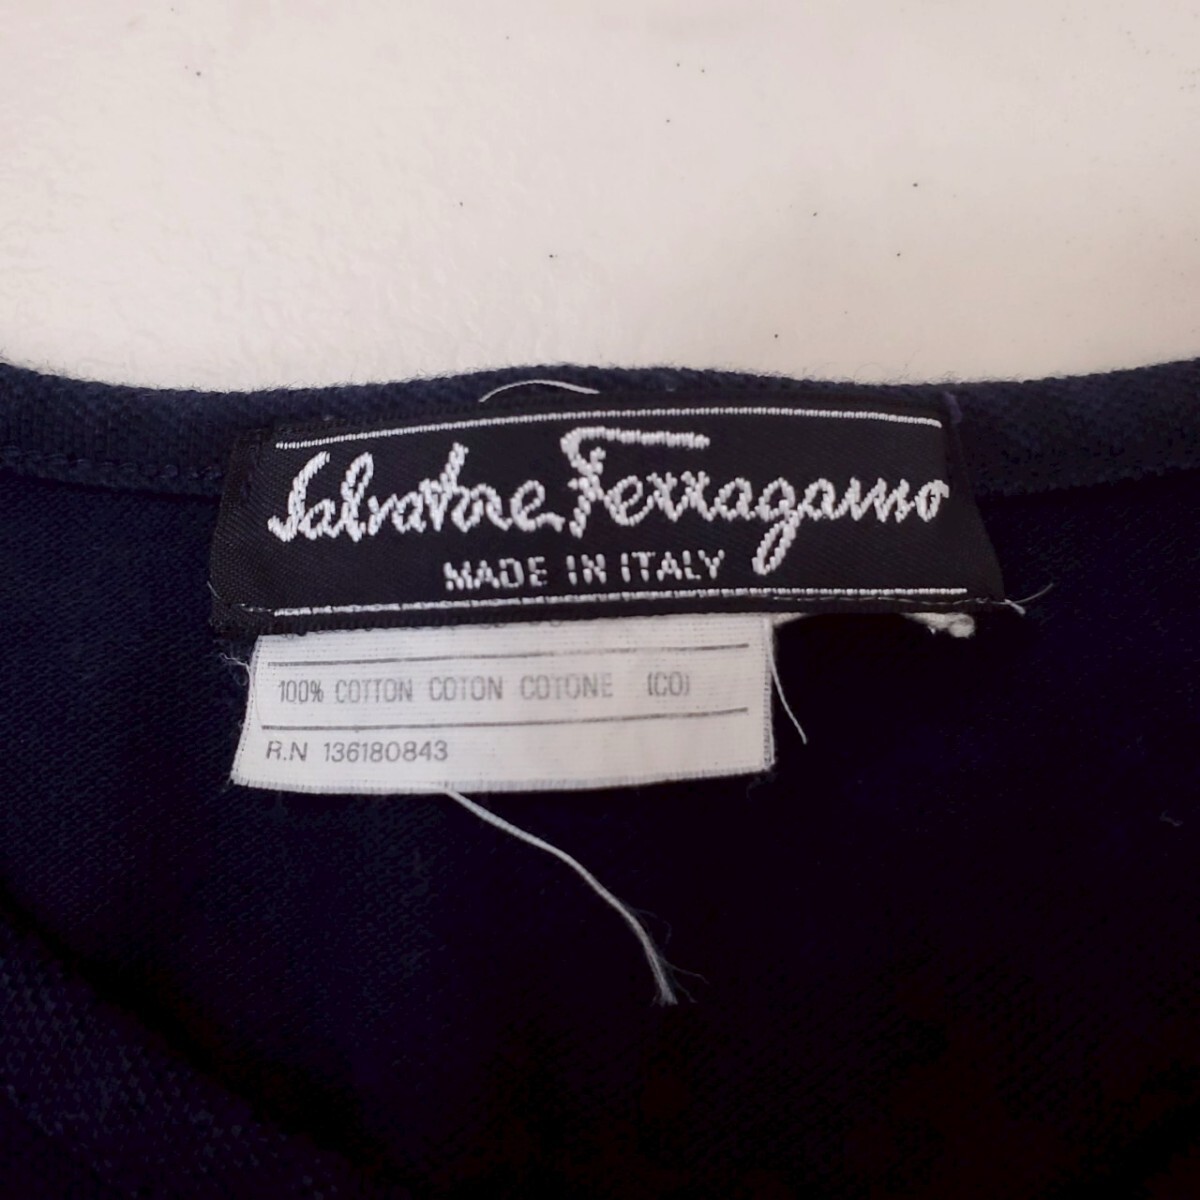 Salvatore Ferragamo
MADE IN ITALY
100% COTTON COTON COTONE (CO)
R.N 136180843